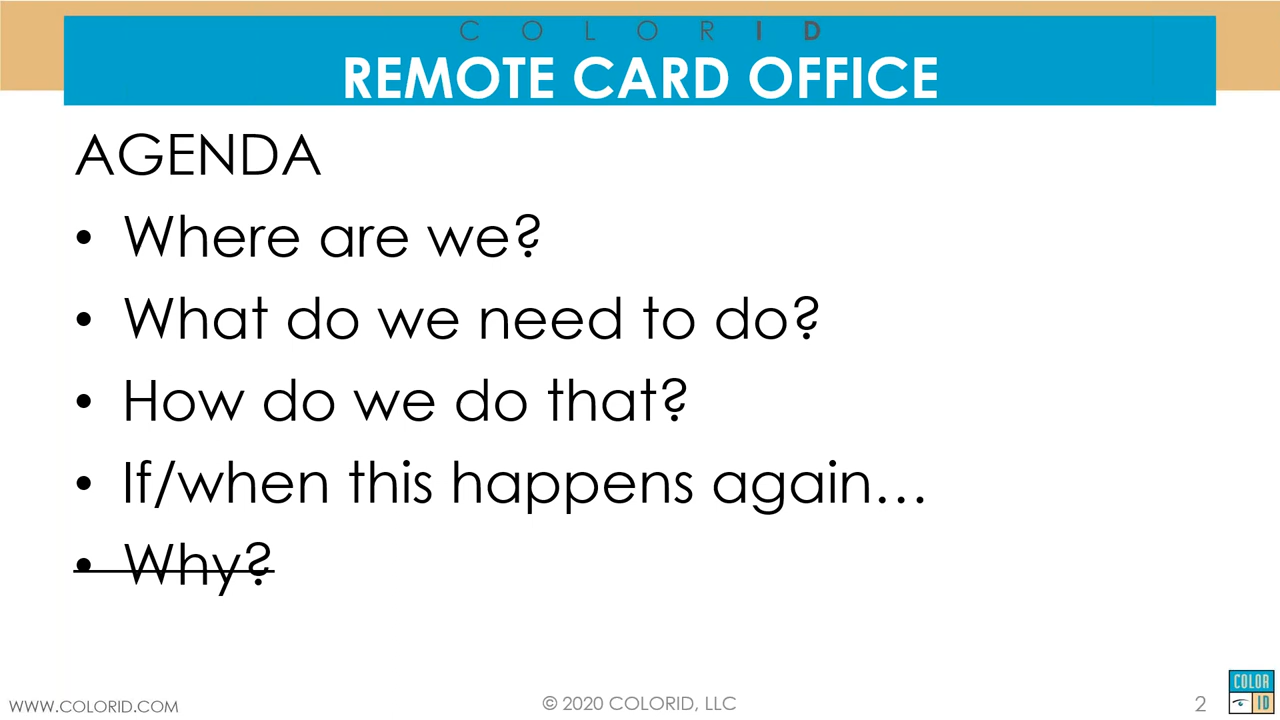 COLORID
REMOTE CARD OFFICE
AGENDA
• Where are we?
• What do we need to do?
• How do we do that?
• If/when this happens again…
• Why?
WWW.COLORID.COM
© 2020 COLORID, LLC
2
COLOR
ID